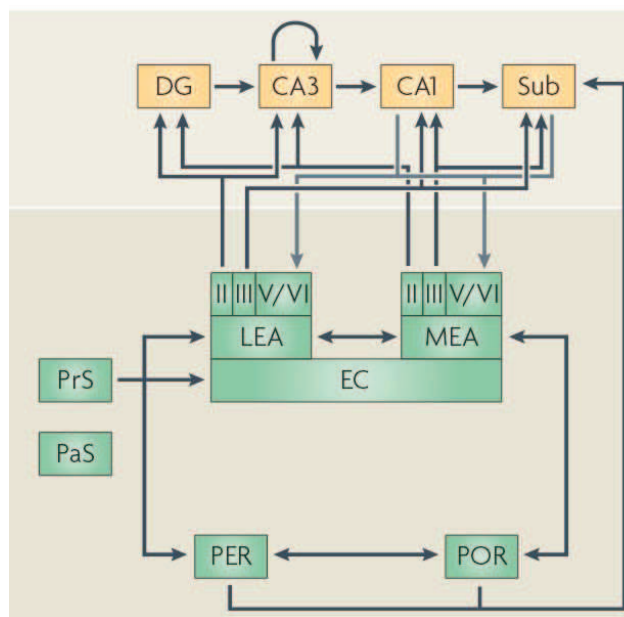 DG CA3 CA1 Sub
II III V/VI II III V/VI
LEA MEA
EC
PrS
PaS
PER POR